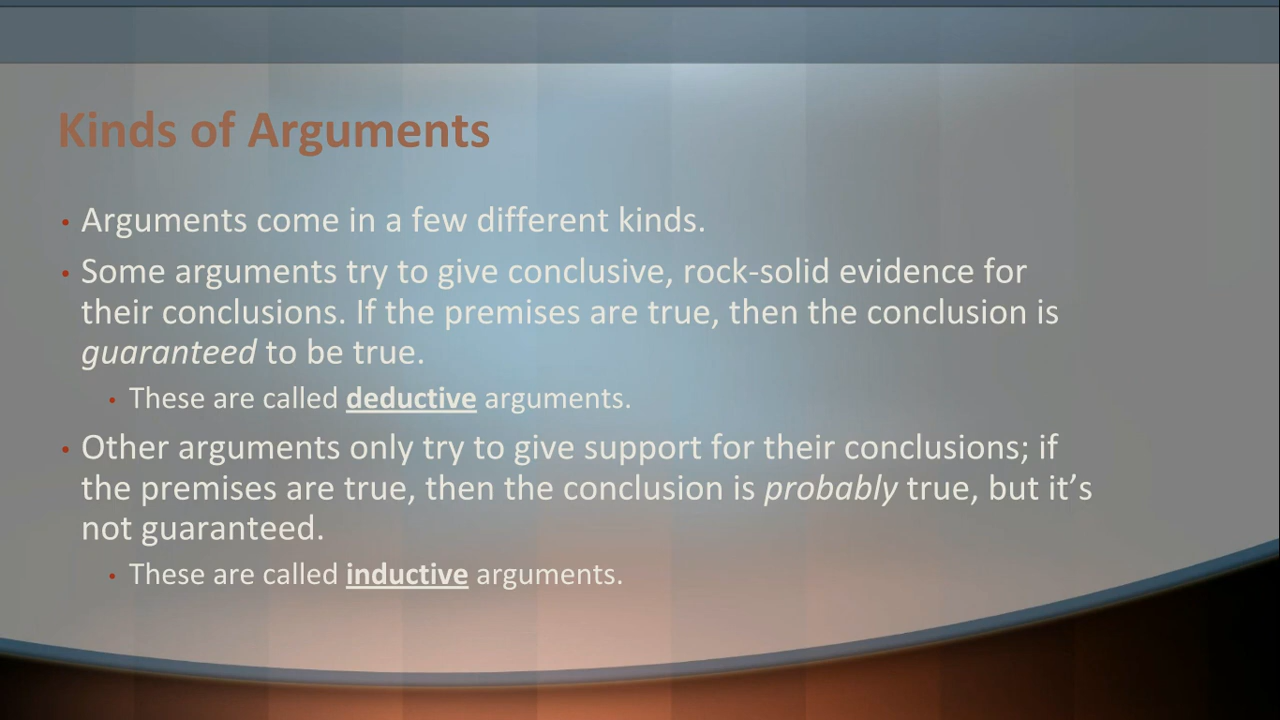 Kinds of Arguments
• Arguments come in a few different kinds.
• Some arguments try to give conclusive, rock-solid evidence for
their conclusions. If the premises are true, then the conclusion is
guaranteed to be true.
• These are called deductive arguments.
• Other arguments only try to give support for their conclusions; if
the premises are true, then the conclusion is probably true, but it’s
not guaranteed.
• These are called inductive arguments.